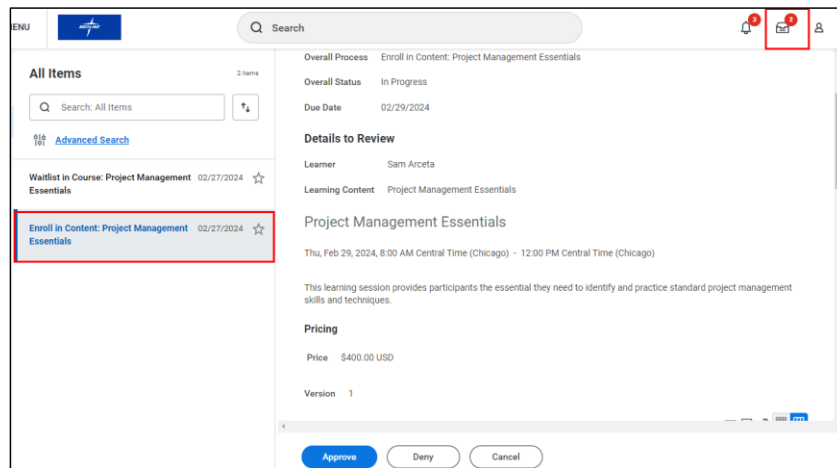 ENU
Search
3
2
All Items
2 items
Search: All Items
Advanced Search
Waitlist in Course: Project Management 02/27/2024
Essentials
Enroll in Content: Project Management 02/27/2024
Essentials
Overall Process Enroll in Content: Project Management Essentials
Overall Status In Progress
Due Date 02/29/2024
Details to Review
Learner Sam Arceta
Learning Content Project Management Essentials
Project Management Essentials
Thu, Feb 29, 2024, 8:00 AM Central Time (Chicago) - 12:00 PM Central Time (Chicago)
This learning session provides participants the essential they need to identify and practice standard project management
skills and techniques.
Pricing
Price $400.00 USD
Version 1
Approve Deny Cancel